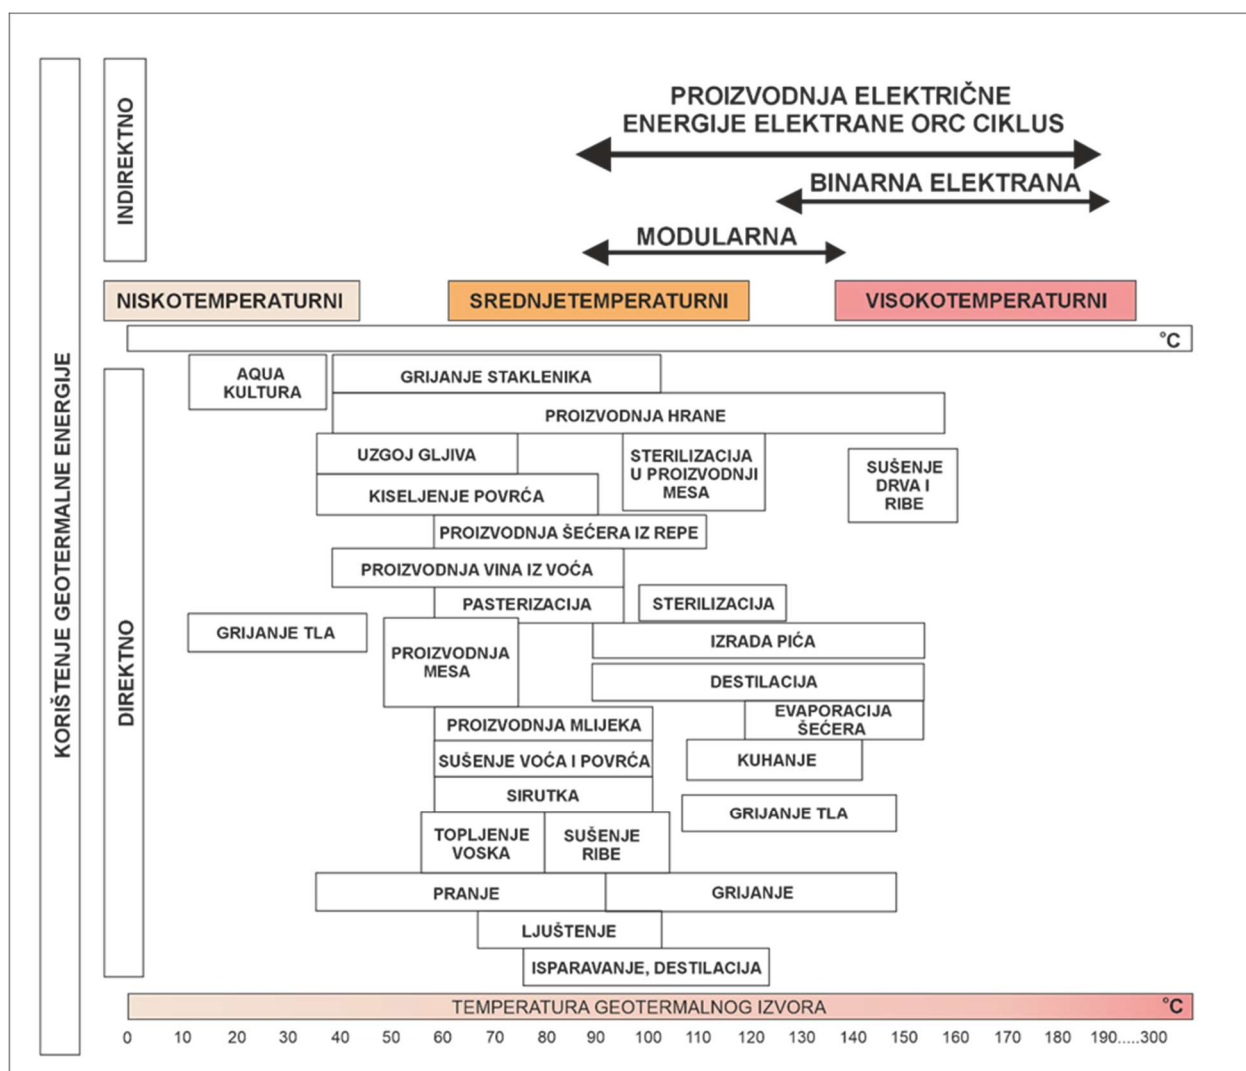 KORIŠTENJE GEOTERMALNE ENERGIJE
INDIREKTNO
PROIZVODNJA ELEKTRIČNE
ENERGIJE ELEKTRANE ORC CIKLUS
BINARNA ELEKTRANA
MODULARNA
NISKOTEMPERATURNI
SREDNJETEMPERATURNI
VISOKOTEMPERATURNI
°C
DIREKTNO
AQUA
KULTURA
GRIJANJE STAKLENIKA
PROIZVODNJA HRANE
UZGOJ GLJIVA
STERILIZACIJA
U PROIZVODNJI
MESA
SUŠENJE
DRVA I
RIBE
KISELJENJE POVRĆA
PROIZVODNJA ŠEĆERA IZ REPE
PROIZVODNJA VINA IZ VOĆA
PASTERIZACIJA
STERILIZACIJA
GRIJANJE TLA
PROIZVODNJA
MESA
IZRADA PIĆA
DESTILACIJA
PROIZVODNJA MLIJEKA
EVAPORACIJA
ŠEĆERA
SUŠENJE VOĆA I POVRĆA
KUHANJE
SIRUTKA
GRIJANJE TLA
TOPLJENJE
VOSKA
SUŠENJE
RIBE
PRANJE
GRIJANJE
LJUŠTENJE
ISPARAVANJE, DESTILACIJA
TEMPERATURA GEOTERMALNOG IZVORA
°C
0 10 20 30 40 50 60 70 80 90 100 110 120 130 140 150 170 180 190.....300